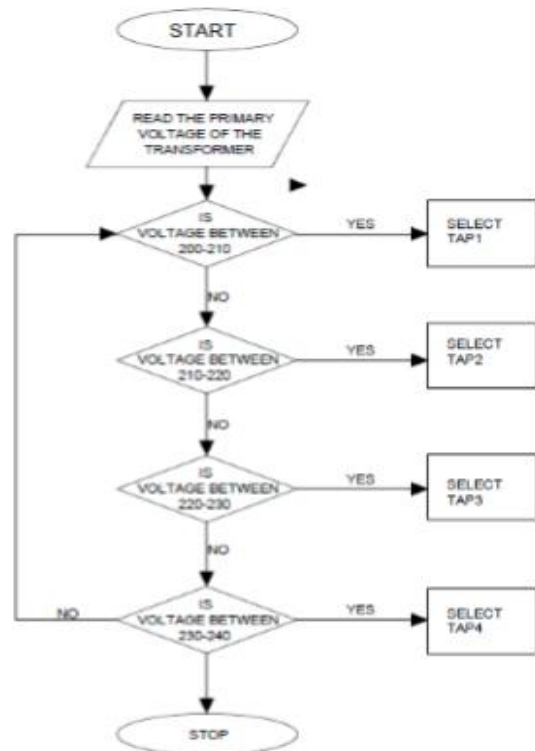 START
READ THE PRIMARY
VOLTAGE OF THE
TRANSFORMER
IS
VOLTAGE BETWEEN
200-210
YES
SELECT
TAP1
NO
IS
VOLTAGE BETWEEN
210-220
YES
SELECT
TAP2
NO
IS
VOLTAGE BETWEEN
220-230
YES
SELECT
TAP3
NO
IS
VOLTAGE BETWEEN
230-240
YES
SELECT
TAP4
NO
STOP